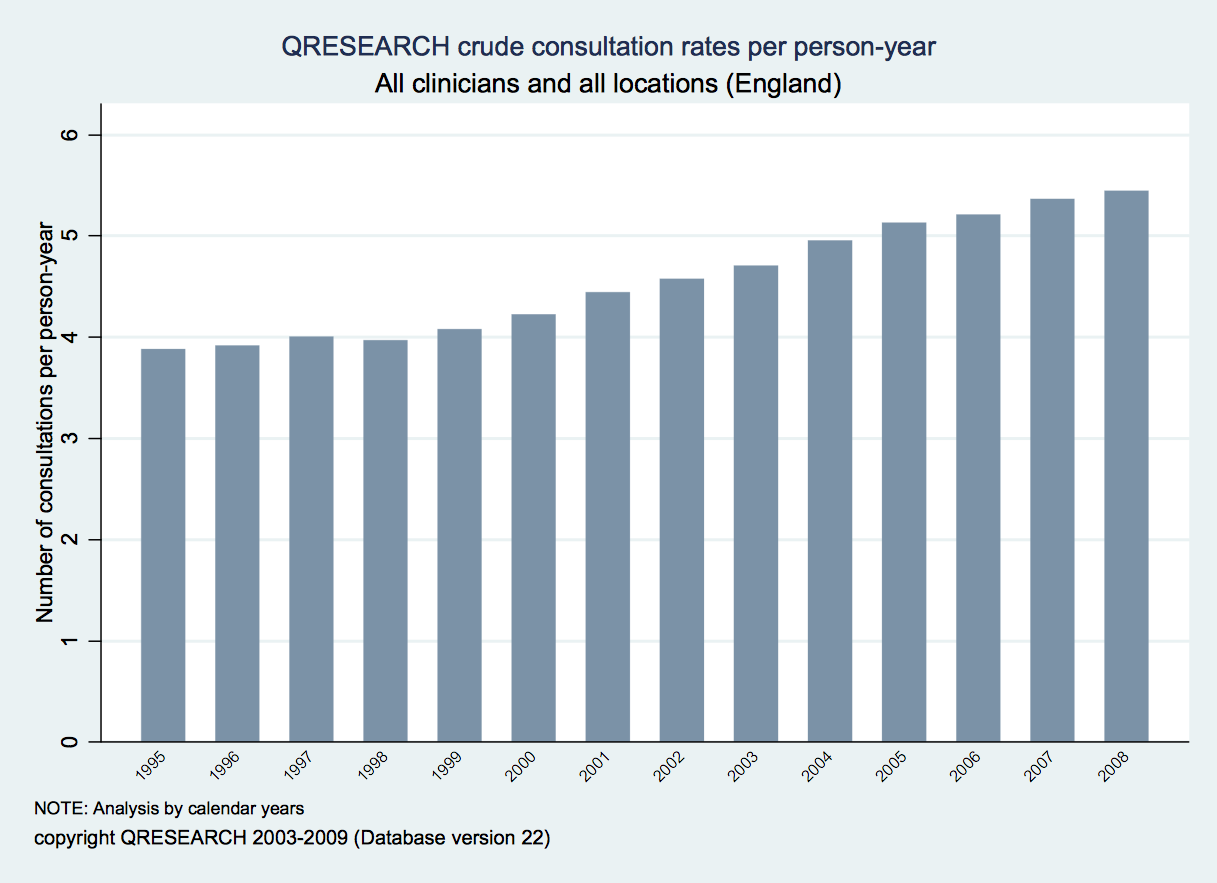 QRESEARCH crude consultation rates per person-year
All clinicians and all locations (England)
Number of consultations per person-year
6
5
4
3
2
1
0
1995 1996 1997 1998 1999 2000 2001 2002 2003 2004 2005 2006 2007 2008
NOTE: Analysis by calendar years
copyright QRESEARCH 2003-2009 (Database version 22)